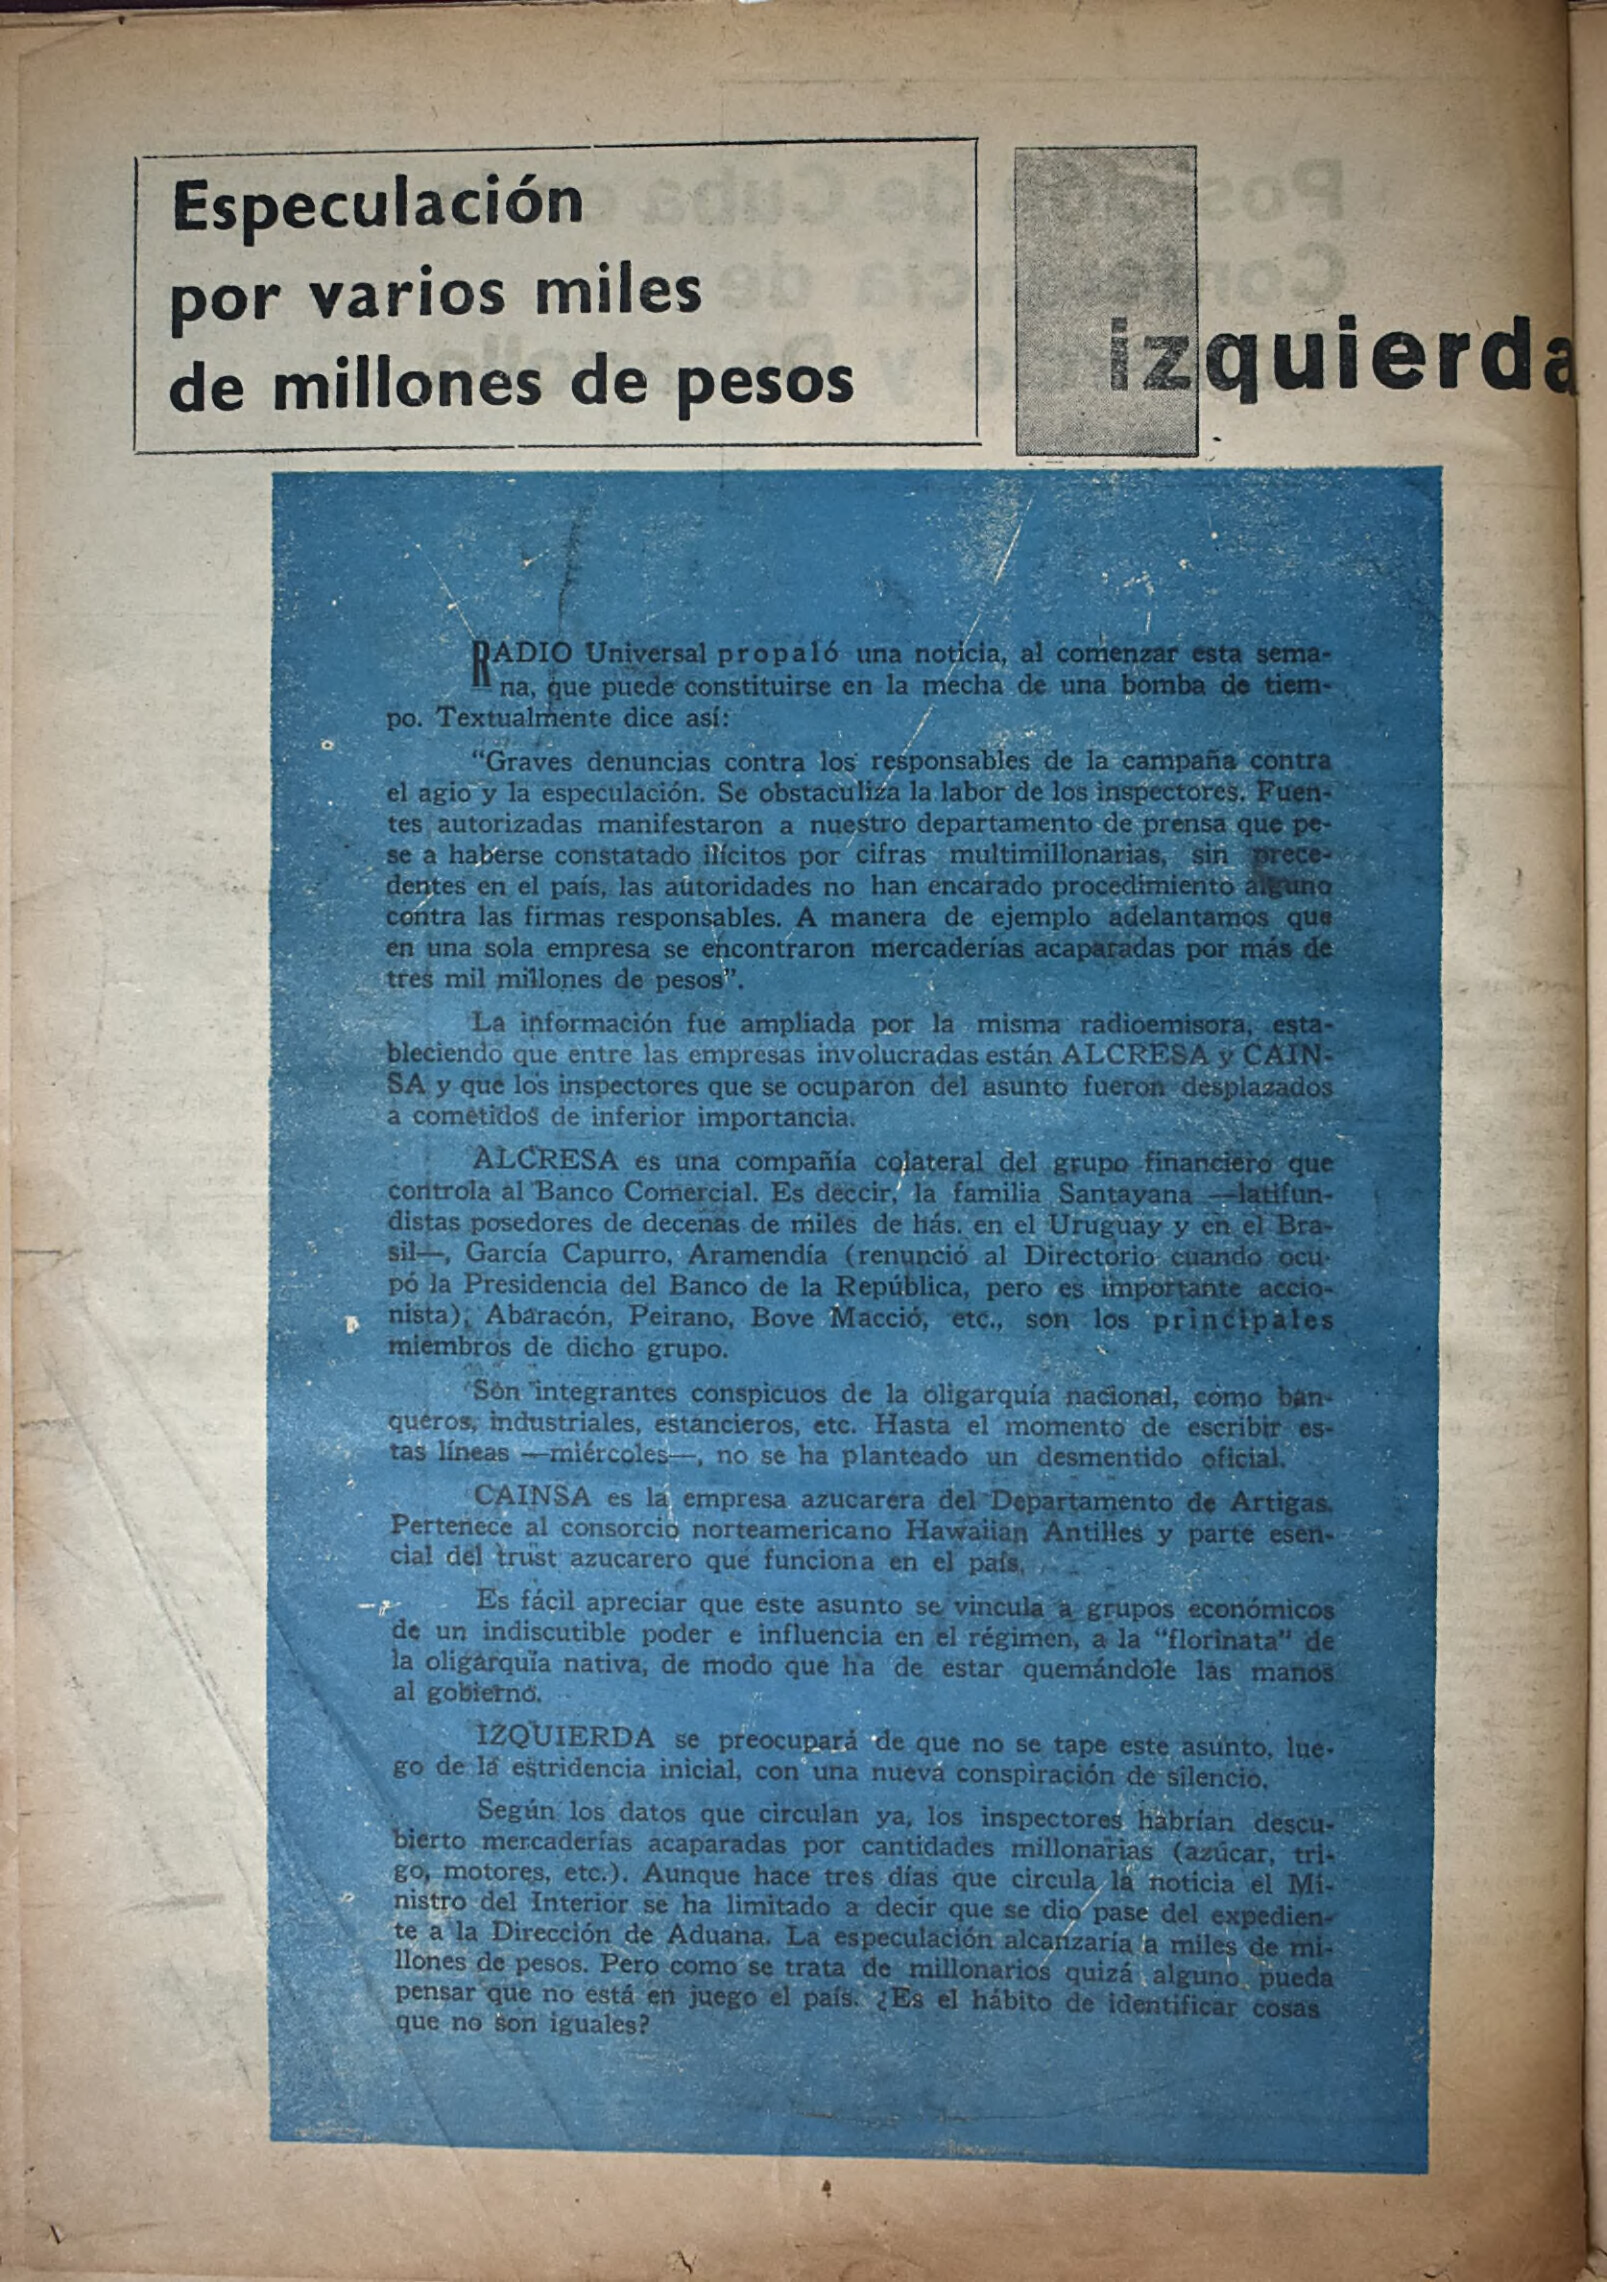 Especulación
por varios miles
de millones de pesos
izquierda
RADIO Universal propaló una noticia, al comenzar esta sema-
na, que puede constituirse en la mecha de una bomba de tiem-
po. Textualmente dice así:
"Graves denuncias contra los responsables de la campaña contra
el agio y la especulación. Se obstaculiza la labor de los inspectores. Fuen-
tes autorizadas manifestaron a nuestro departamento de prensa que pe-
se a haberse constatado ilícitos por cifras multimillonarias, sin prece-
dentes en el país, las autoridades no han encarado procedimiento alguno
contra las firmas responsables. A manera de ejemplo adelantamos que
en una sola empresa se encontraron mercaderías acaparadas por más de
tres mil millones de pesos".
La información fue ampliada por la misma radioemisora, esta-
bleciendo que entre las empresas involucradas están ALCRESA y CAIN-
SA y que los inspectores que se ocuparon del asunto fueron desplazados
a cometidos de inferior importancia.
ALCRESA es una compañía colateral del grupo financiero que
controla al Banco Comercial. Es deccir, la familia Santayana —latifun-
distas posedores de decenas de miles de hás. en el Uruguay y en el Bra-
sil—, García Capurro, Aramendía (renunció al Directorio cuando ocu-
pó la Presidencia del Banco de la República, pero es importante accio-
nista), Abaracón, Peirano, Bove Macció, etc., son los principales
miembros de dicho grupo.
Son integrantes conspicuos de la oligarquía nacional, como ban-
queros, industriales, estancieros, etc. Hasta el momento de escribir es-
tas líneas —miércoles—, no se ha planteado un desmentido oficial.
CAINSA es la empresa azucarera del Departamento de Artigas.
Pertenece al consorcio norteamericano Hawaiian Antilles y parte esen-
cial del trust azucarero que funciona en el país.
Es fácil apreciar que este asunto se vincula a grupos económicos
de un indiscutible poder e influencia en el régimen, a la "florinata" de
la oligarquía nativa, de modo que ha de estar quemándole las manos
al gobierno.
IZQUIERDA se preocupará de que no se tape este asunto, lue-
go de la estridencia inicial, con una nueva conspiración de silencio.
Según los datos que circulan ya, los inspectores habrían descu-
bierto mercaderías acaparadas por cantidades millonarias (azúcar, tri-
go, motores, etc.). Aunque hace tres días que circula la noticia el Mi-
nistro del Interior se ha limitado a decir que se dio pase del expedien-
te a la Dirección de Aduana. La especulación alcanzaría a miles de mi-
llones de pesos. Pero como se trata de millonarios quizá alguno pueda
pensar que no está en juego el país. ¿Es el hábito de identificar cosas
que no son iguales?